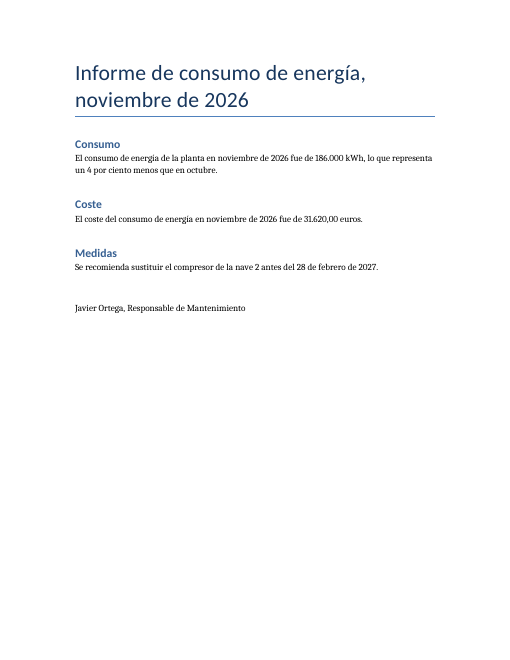 Informe de consumo de energía,
noviembre de 2026
Consumo
El consumo de energía de la planta en noviembre de 2026 fue de 186.000 kWh, lo que representa
un 4 por ciento menos que en octubre.
Coste
El coste del consumo de energía en noviembre de 2026 fue de 31.620,00 euros.
Medidas
Se recomienda sustituir el compresor de la nave 2 antes del 28 de febrero de 2027.
Javier Ortega, Responsable de Mantenimiento